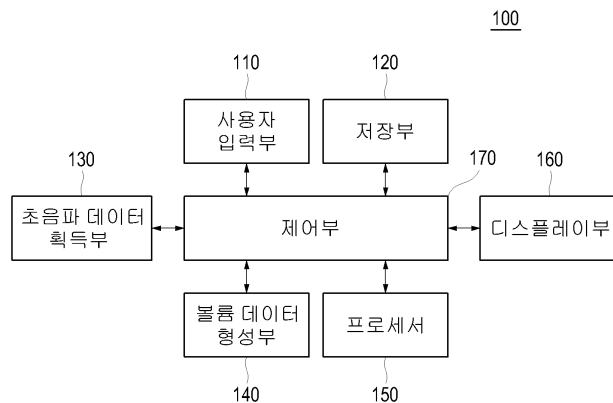 100
110
120
사용자
입력부
저장부
130
170
160
초음파 데이터
획득부
제어부
디스플레이부
볼륨 데이터
형성부
프로세서
140
150